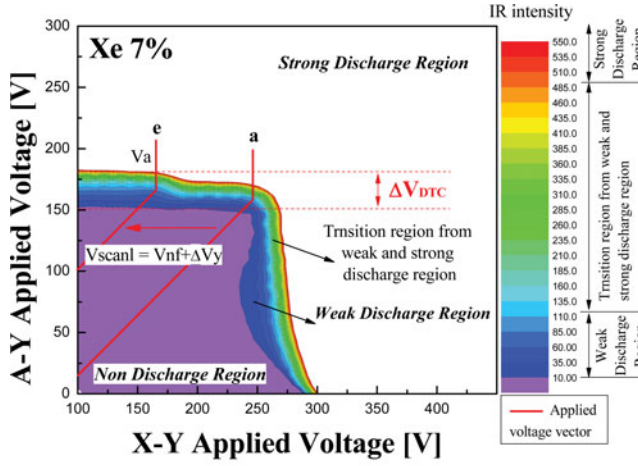 IR intensity
Xe 7%
Strong Discharge Region
e
a
Va
ΔVDTC
Vscanl = Vnf+ΔVy
Trnsition region from
weak and strong
discharge region
Weak Discharge Region
Non Discharge Region
A-Y Applied Voltage [V]
300
250
200
150
100
50
0
100
150
200
250
300
350
400
X-Y Applied Voltage [V]
550.0
535.0
510.0
485.0
460.0
435.0
410.0
385.0
360.0
335.0
310.0
285.0
260.0
235.0
210.0
185.0
160.0
135.0
110.0
85.00
60.00
35.00
10.00
Strong
Discharge
Region
Trnsition region from weak and
strong discharge region
Weak
Discharge
Region
Applied
voltage vector